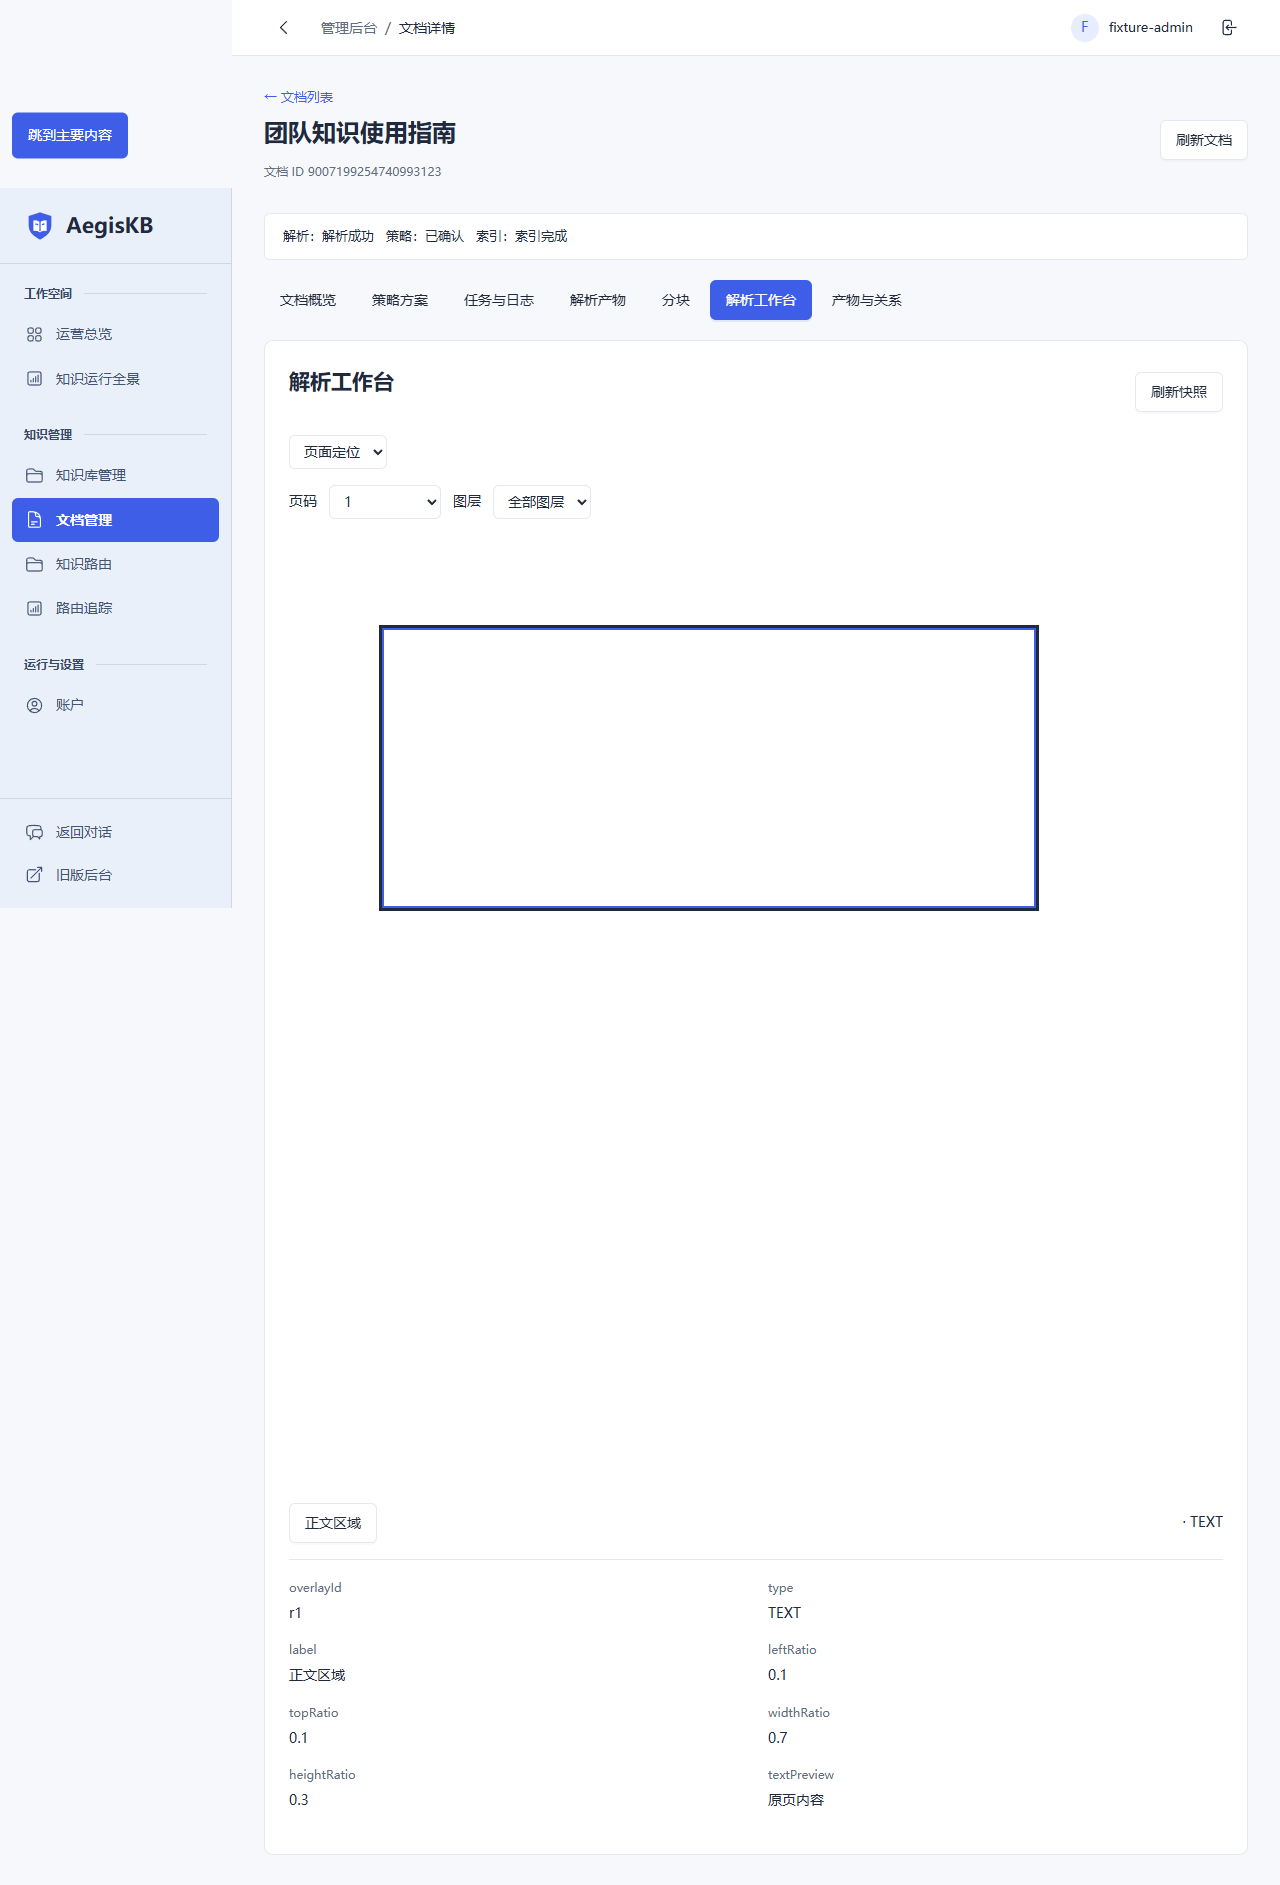 管理后台 / 文档详情
F fixture-admin
跳到主要内容
AegisKB
工作空间
运营总览
知识运行全景
知识管理
知识库管理
文档管理
知识路由
路由追踪
运行与设置
账户
返回对话
旧版后台
← 文档列表
团队知识使用指南
刷新文档
文档 ID 9007199254740993123
解析：解析成功 策略：已确认 索引：索引完成
文档概览 策略方案 任务与日志 解析产物 分块 解析工作台 产物与关系
解析工作台
刷新快照
页面定位
页码 1 图层 全部图层
正文区域 · TEXT
overlayId type
r1 TEXT
label leftRatio
正文区域 0.1
topRatio widthRatio
0.1 0.7
heightRatio textPreview
0.3 原页内容